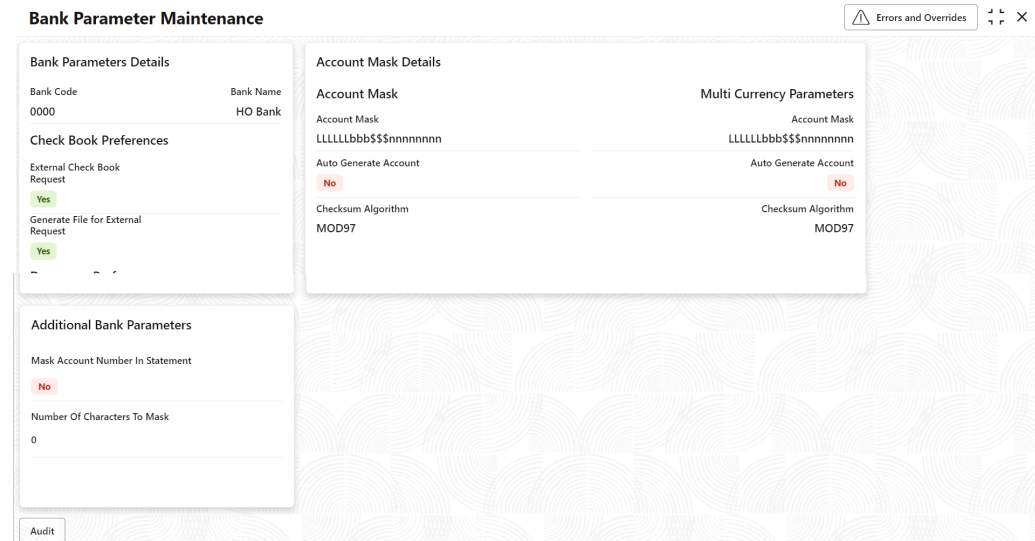 Bank Parameter Maintenance
Errors and Overrides
Bank Parameters Details
Bank Code Bank Name
0000 HO Bank
Check Book Preferences
External Check Book
Request
Yes
Generate File for External
Request
Yes
Account Mask Details
Account Mask Multi Currency Parameters
Account Mask Account Mask
LLLLLLbbb$$$nnnnnnnn LLLLLLbbb$$$nnnnnnnn
Auto Generate Account Auto Generate Account
No No
Checksum Algorithm Checksum Algorithm
MOD97 MOD97
Additional Bank Parameters
Mask Account Number In Statement
No
Number Of Characters To Mask
0
Audit